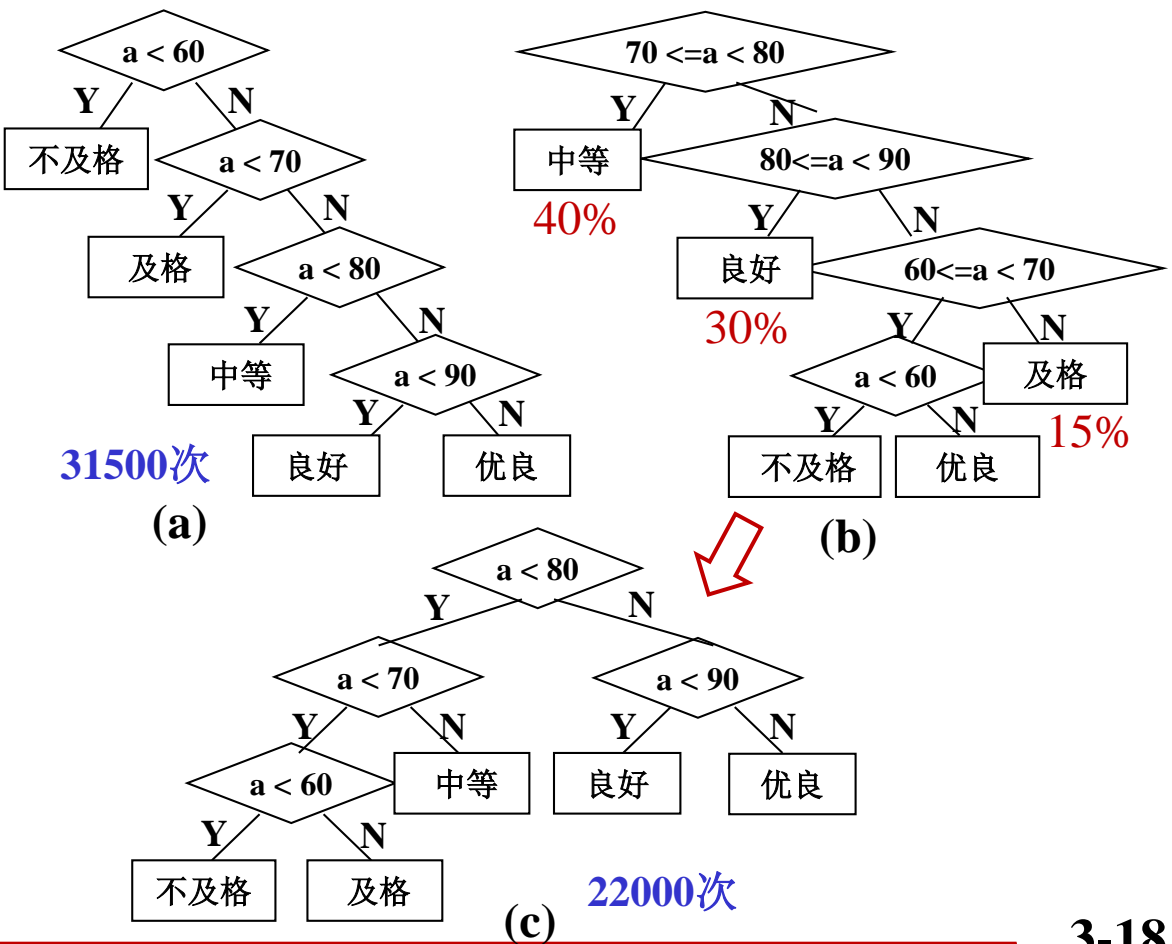 a < 60
Y
N
不及格
a < 70
Y
N
及格
a < 80
Y
N
中等
a < 90
Y
N
良好
优良
31500次
(a)
70 <=a < 80
Y
N
中等
40%
80<=a < 90
Y
N
良好
30%
60<=a < 70
Y
N
a < 60
及格
15%
Y
N
不及格
优良
(b)
a < 80
Y
N
a < 70
a < 90
Y
N
Y
N
a < 60
中等
良好
优良
Y
N
不及格
及格
22000次
(c)
3-18